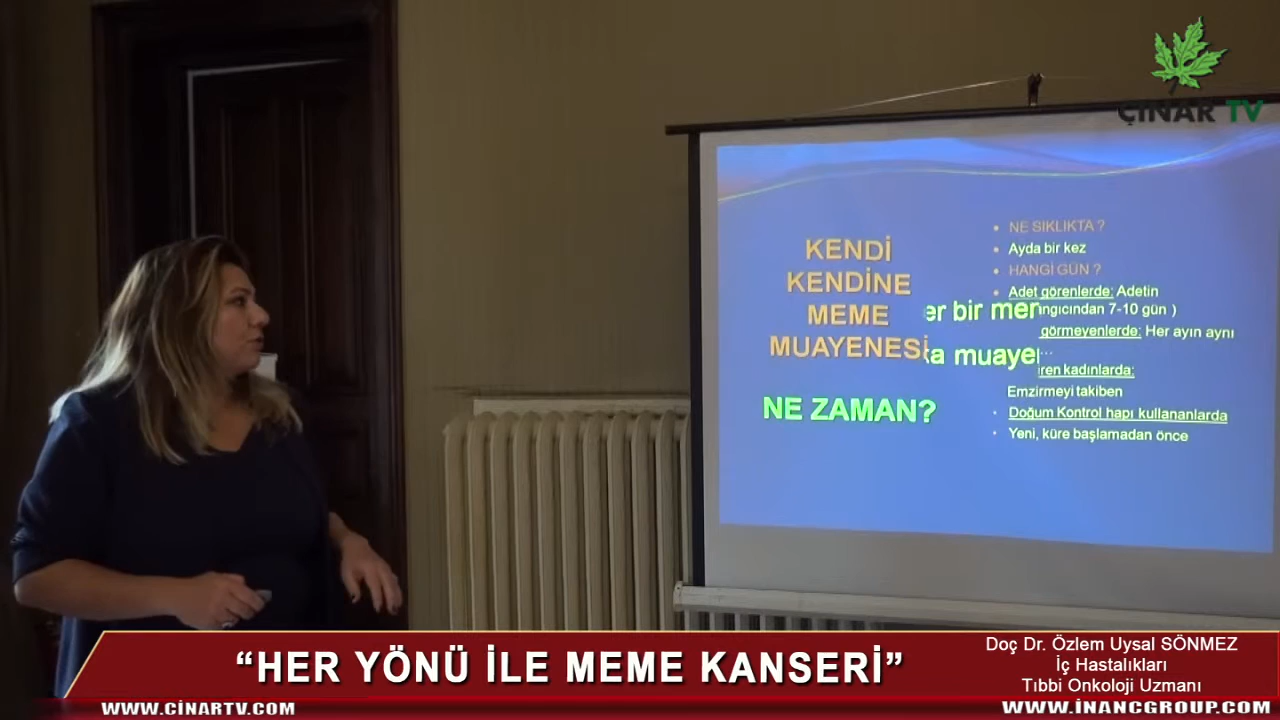 ÇINAR TV
KENDİ
KENDİNE
MEME
MUAYENESİ
NE ZAMAN?
NE SIKLIKTA ?
Ayda bir kez
HANGİ GÜN ?
Adet görenlerde: Adetin
er bir mer
ngıcından 7-10 gün )
görmeyenlerde: Her ayın aynı
ka muayel
...
iren kadınlarda:
Emzirmeyi takiben
Doğum Kontrol hapı kullananlarda
Yeni, küre başlamadan önce
“HER YÖNÜ İLE MEME KANSERİ”
Doç Dr. Özlem Uysal SÖNMEZ
İç Hastalıkları
Tıbbi Onkoloji Uzmanı
WWW.CİNARTV.COM
WWW.İNANCGROUP.COM